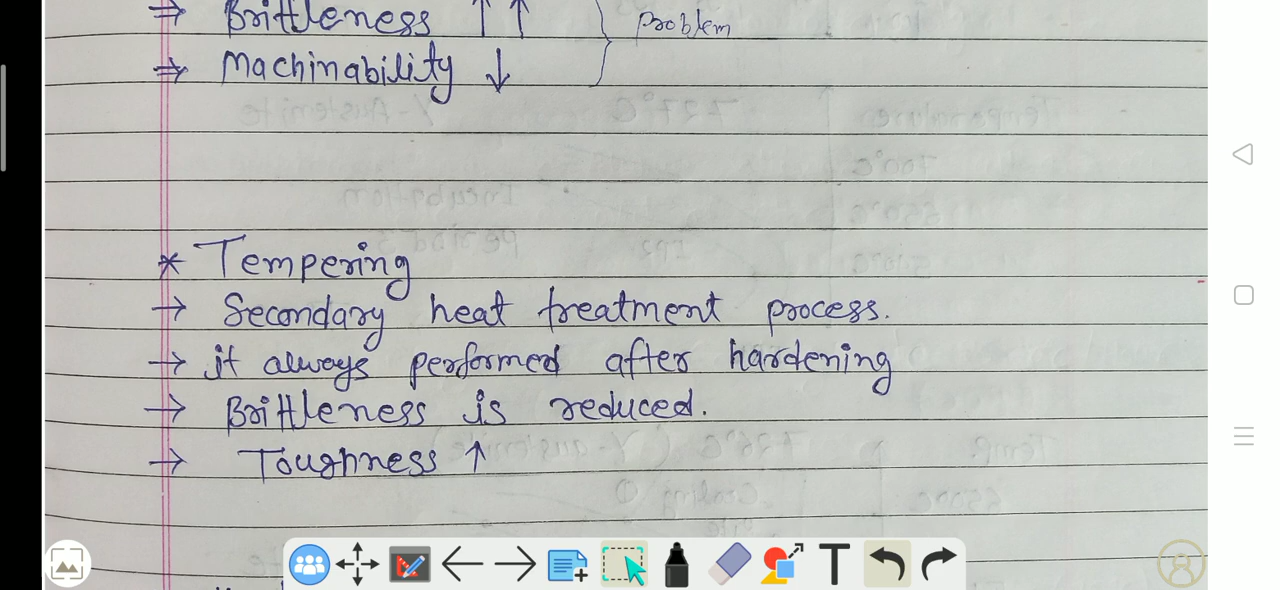 ⇒ Brittleness ↑ ↑ } Problem
⇒ Machinability ↓
* Tempering
→ Secondary heat treatment process.
→ it always performed after hardening
→ Brittleness is reduced.
→ Toughness ↑
T